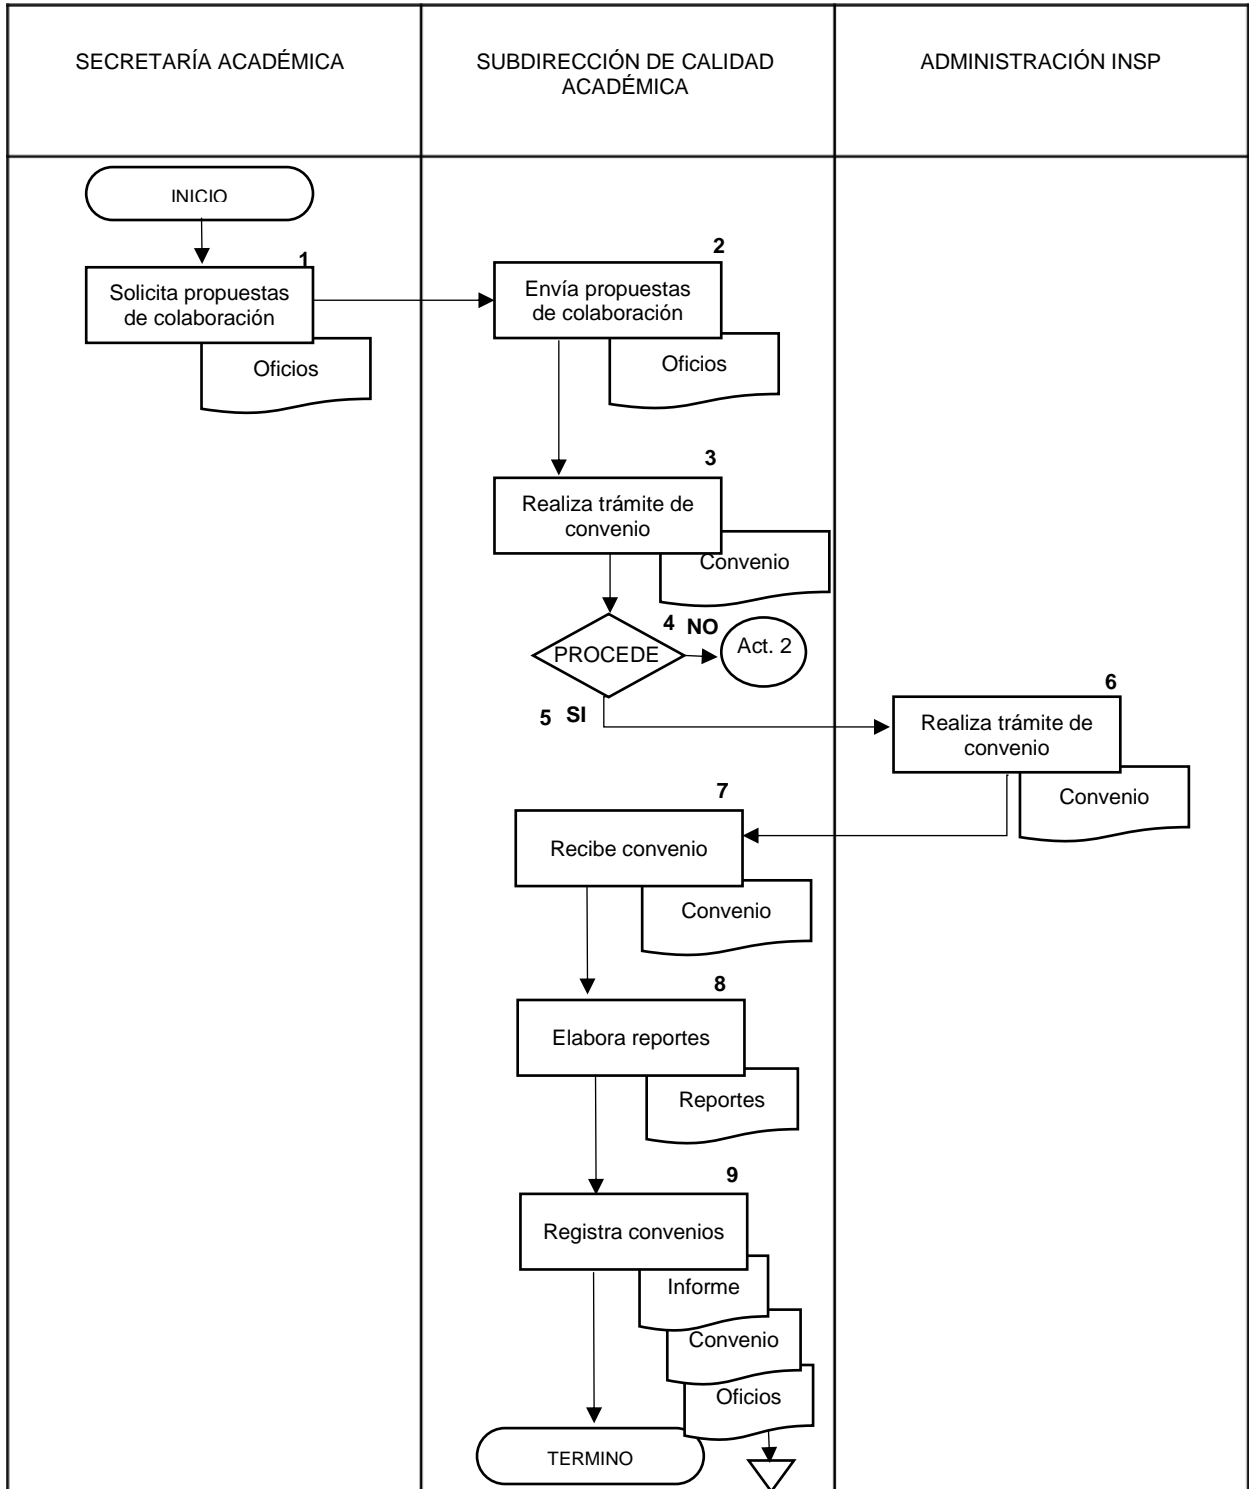 SECRETARÍA ACADÉMICA
SUBDIRECCIÓN DE CALIDAD
ACADÉMICA
ADMINISTRACIÓN INSP
INICIO
1
Solicita propuestas
de colaboración
Oficios
2
Envía propuestas
de colaboración
Oficios
3
Realiza trámite de
convenio
Convenio
4 NO
PROCEDE
Act. 2
5 SI
6
Realiza trámite de
convenio
Convenio
7
Recibe convenio
Convenio
8
Elabora reportes
Reportes
9
Registra convenios
Informe
Convenio
Oficios
TERMINO